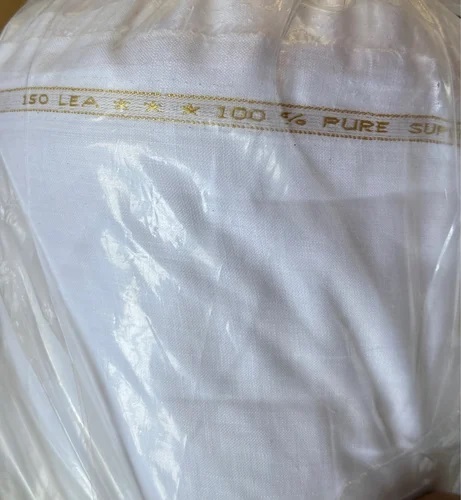 150 LEA ★ ★ ★ 100 % PURE SUP